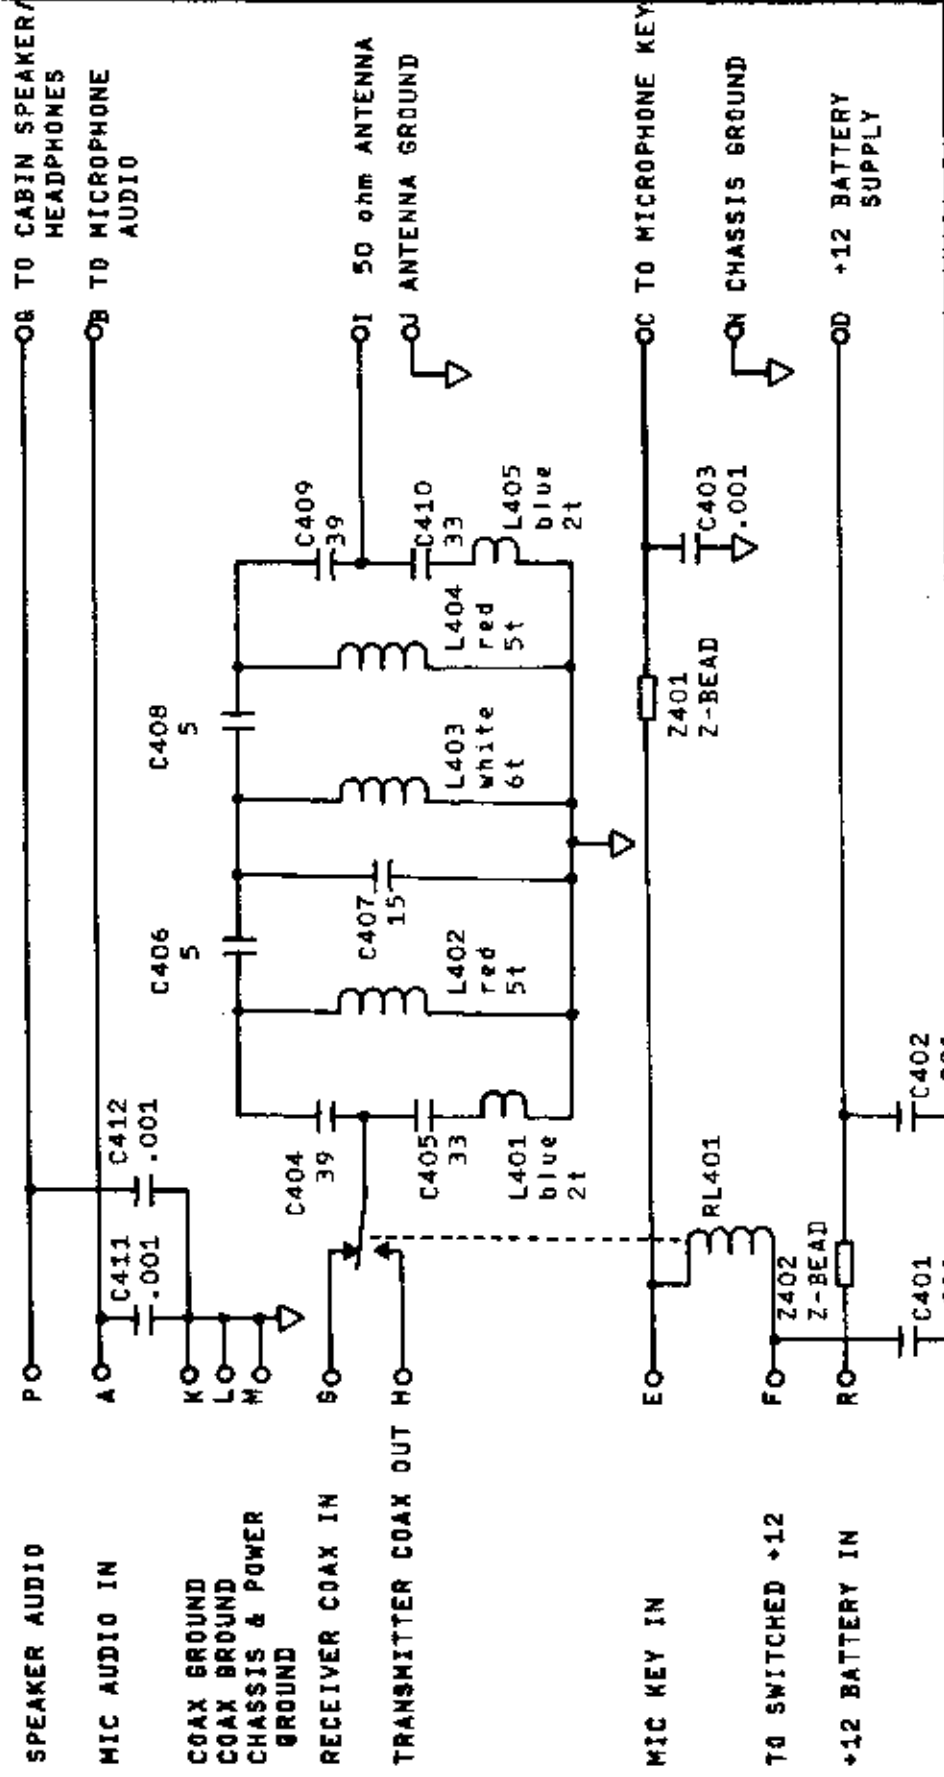 SPEAKER AUDIO
MIC AUDIO IN
COAX GROUND
COAX GROUND
CHASSIS & POWER
GROUND
RECEIVER COAX IN
TRANSMITTER COAX OUT
MIC KEY IN
TO SWITCHED +12
+12 BATTERY IN
P
A
K
L
M
G
H
E
F
R
C411
.001
C412
.001
C404
39
C405
33
L401
blue
2t
C406
5
L402
red
5t
C407
15
C408
5
L403
white
6t
L404
red
5t
C409
39
C410
33
L405
blue
2t
RL401
Z402
Z-BEAD
C401
C402
Z401
Z-BEAD
C403
.001
G TO CABIN SPEAKER/
HEADPHONES
B TO MICROPHONE
AUDIO
I 50 ohm ANTENNA
J ANTENNA GROUND
C TO MICROPHONE KEY
N CHASSIS GROUND
D +12 BATTERY
SUPPLY